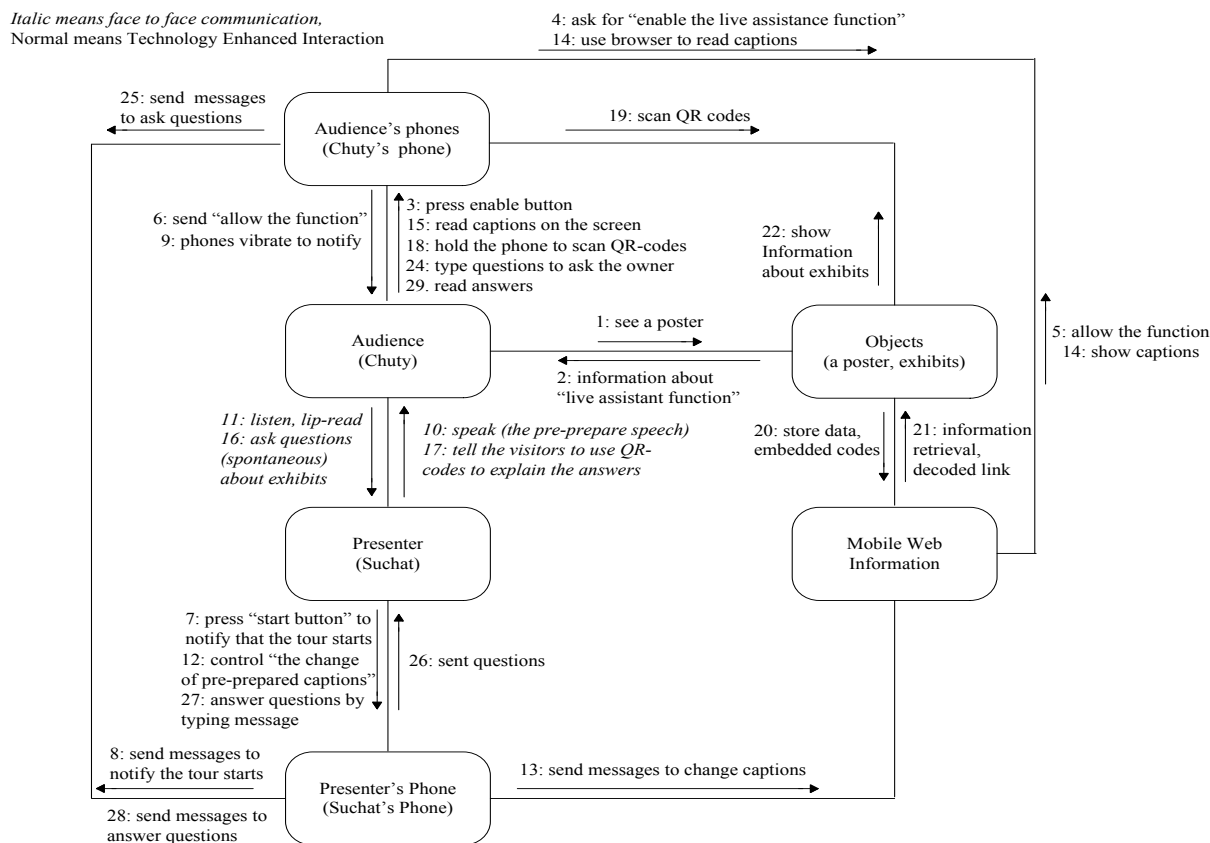 Italic means face to face communication,
Normal means Technology Enhanced Interaction
4: ask for “enable the live assistance function”
14: use browser to read captions
25: send messages
to ask questions
Audience’s phones
(Chuty’s phone)
19: scan QR codes
6: send “allow the function”
9: phones vibrate to notify
3: press enable button
15: read captions on the screen
18: hold the phone to scan QR-codes
24: type questions to ask the owner
29. read answers
22: show
Information
about exhibits
Audience
(Chuty)
1: see a poster
2: information about
“live assistant function”
Objects
(a poster, exhibits)
5: allow the function
14: show captions
11: listen, lip-read
16: ask questions
(spontaneous)
about exhibits
10: speak (the pre-prepare speech)
17: tell the visitors to use QR-
codes to explain the answers
20: store data,
embedded codes
21: information
retrieval,
decoded link
Presenter
(Suchat)
Mobile Web
Information
7: press “start button” to
notify that the tour starts
12: control “the change
of pre-prepared captions”
27: answer questions by
typing message
26: sent questions
8: send messages to
notify the tour starts
Presenter’s Phone
(Suchat’s Phone)
13: send messages to change captions
28: send messages to
answer questions